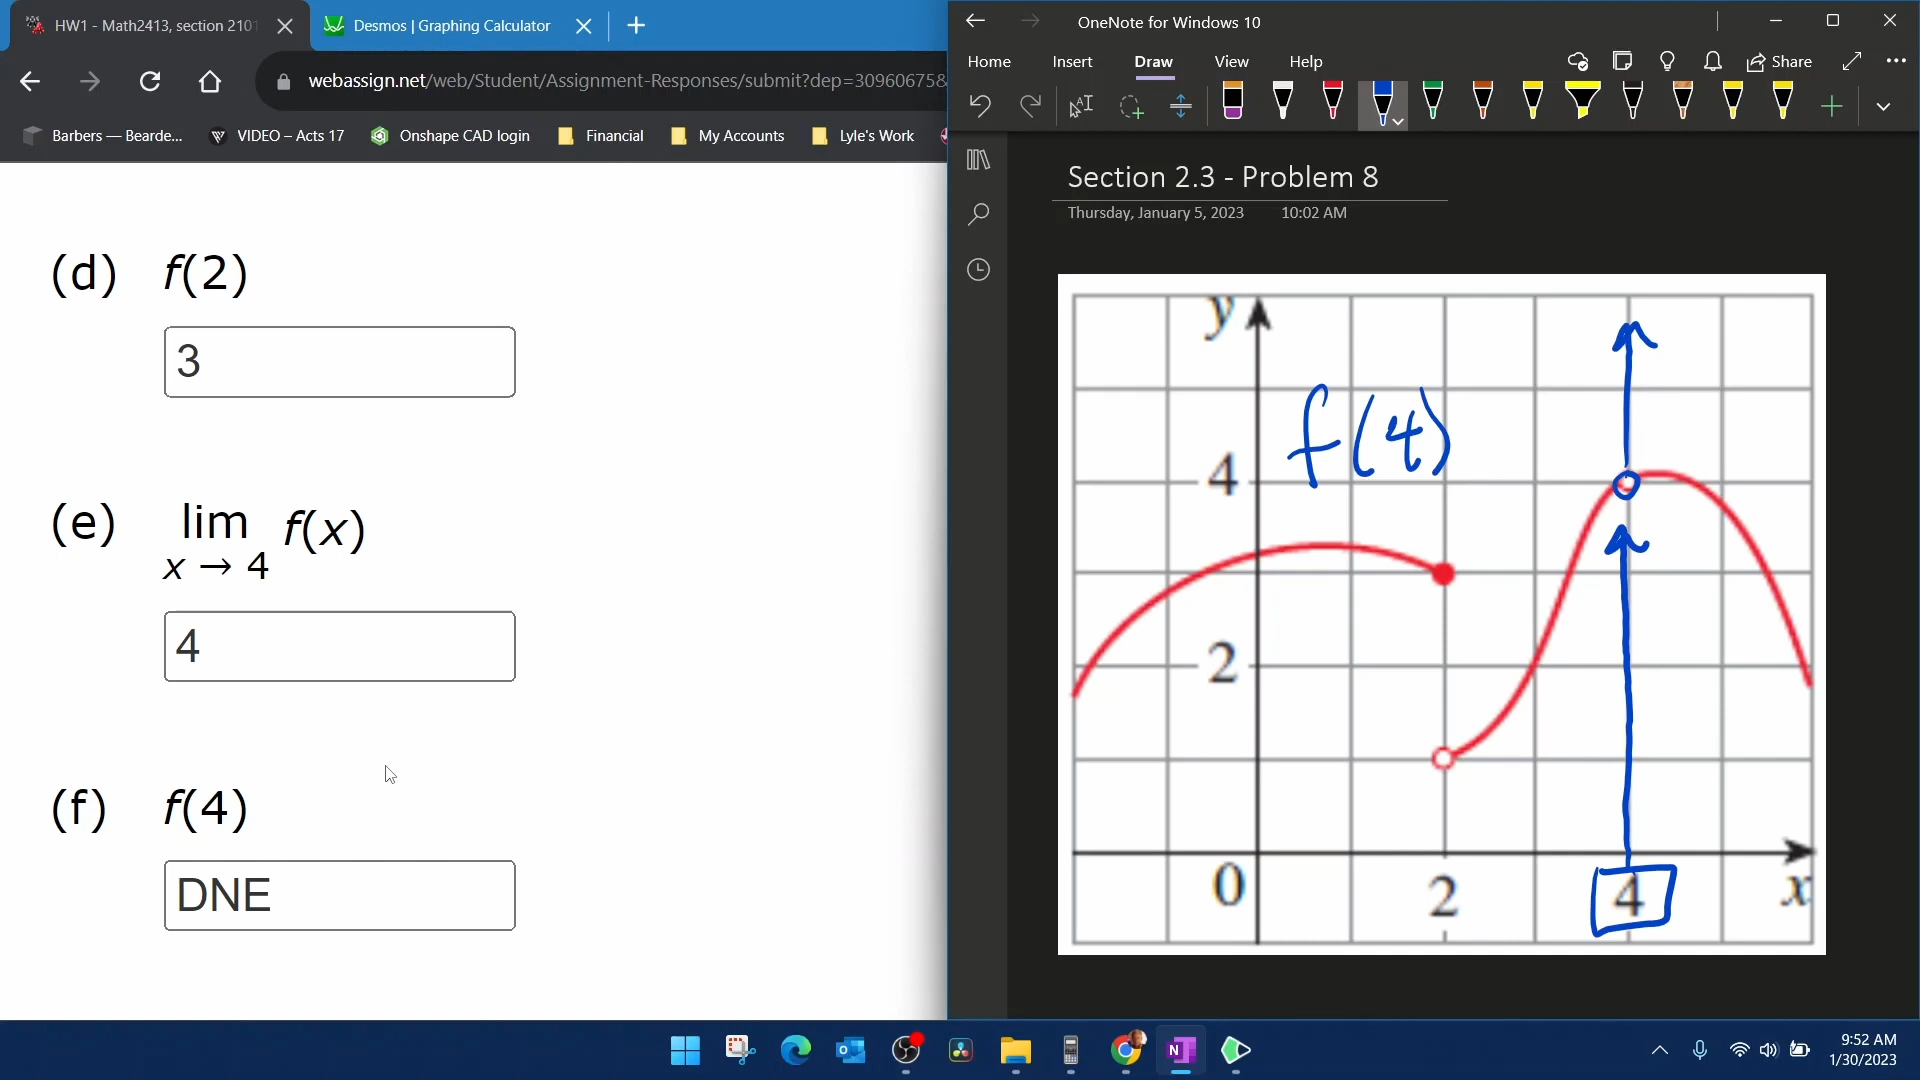 HW1 - Math2413, section 2101
Desmos | Graphing Calculator
webassign.net/web/Student/Assignment-Responses/submit?dep=30960675&
Barbers — Bearde...
VIDEO – Acts 17
Onshape CAD login
Financial
My Accounts
Lyle's Work
(d) f(2)
3
(e) lim f(x)
x → 4
4
(f) f(4)
DNE
OneNote for Windows 10
Home Insert Draw View Help
Share
Section 2.3 - Problem 8
Thursday, January 5, 2023 10:02 AM
y
f(4)
4
2
0 2 4 x
9:52 AM
1/30/2023